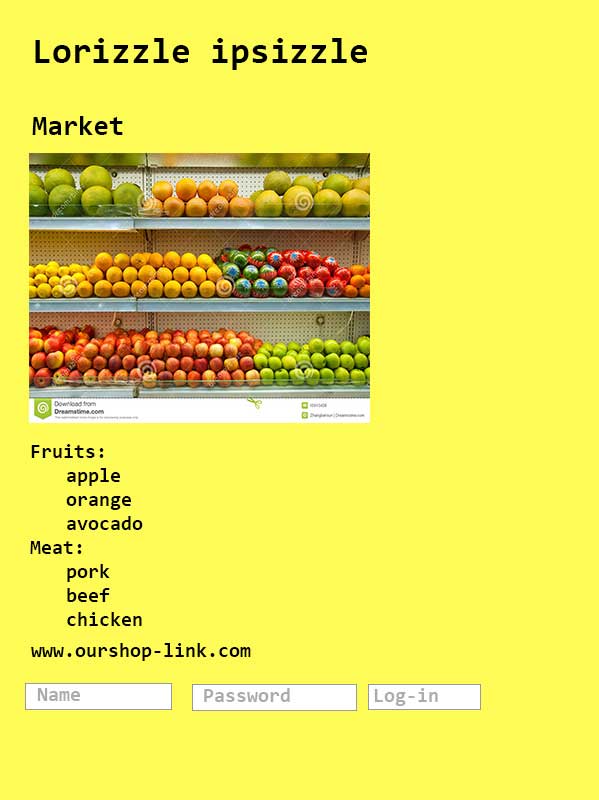 Lorizzle ipsizzle
Market
Download from
Dreamstime.com
Fruits:
apple
orange
avocado
Meat:
pork
beef
chicken
www.ourshop-link.com
Name
Password
Log-in